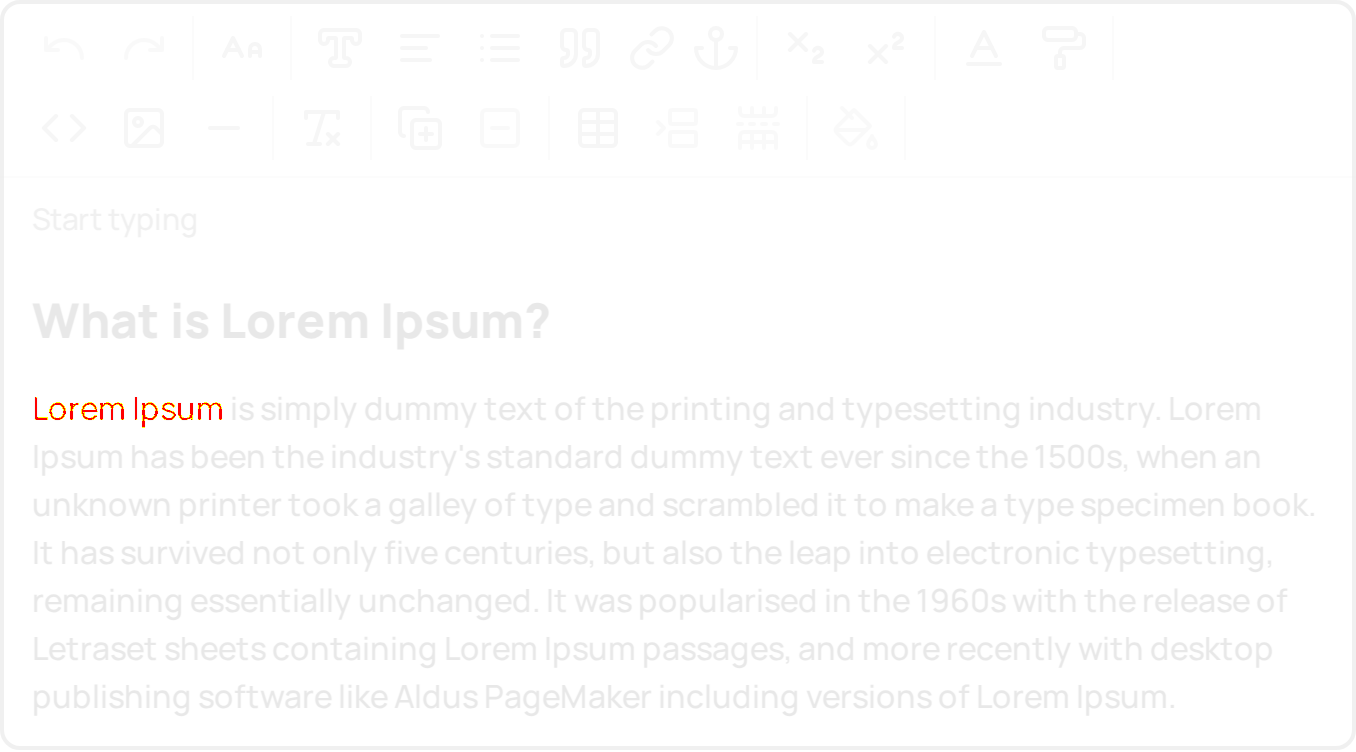 Start typing
What is Lorem Ipsum?
Lorem Ipsum is simply dummy text of the printing and typesetting industry. Lorem
Ipsum has been the industry's standard dummy text ever since the 1500s, when an
unknown printer took a galley of type and scrambled it to make a type specimen book.
It has survived not only five centuries, but also the leap into electronic typesetting,
remaining essentially unchanged. It was popularised in the 1960s with the release of
Letraset sheets containing Lorem Ipsum passages, and more recently with desktop
publishing software like Aldus PageMaker including versions of Lorem Ipsum.